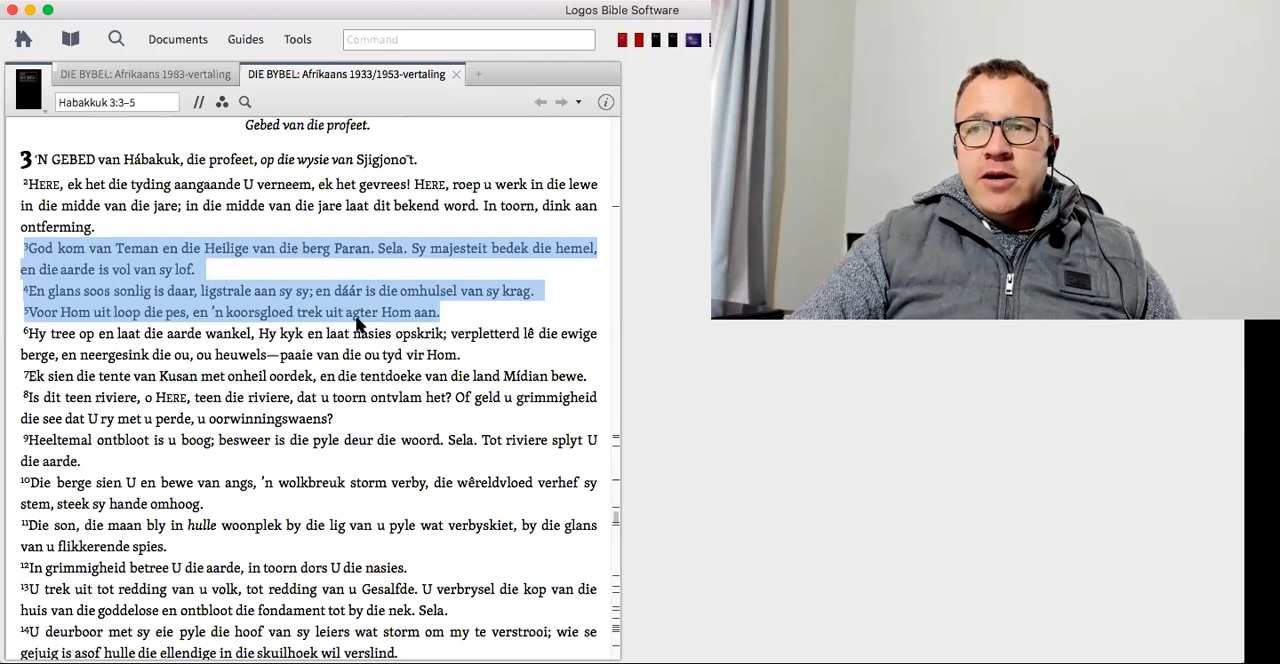 Logos Bible Software
Documents Guides Tools Command
DIE BYBEL: Afrikaans 1983-vertaling DIE BYBEL: Afrikaans 1933/1953-vertaling
Habakkuk 3:3–5
Gebed van die profeet.
3 'N GEBED van Hábakuk, die profeet, op die wysie van Sjigjonōt.
2HERE, ek het die tyding aangaande U verneem, ek het gevrees! HERE, roep u werk in die lewe
in die midde van die jare; in die midde van die jare laat dit bekend word. In toorn, dink aan
ontferming.
3God kom van Teman en die Heilige van die berg Paran. Sela. Sy majesteit bedek die hemel,
en die aarde is vol van sy lof.
4En glans soos sonlig is daar, ligstrale aan sy sy; en dáár is die omhulsel van sy krag.
5Voor Hom uit loop die pes, en 'n koorsgloed trek uit agter Hom aan.
6Hy tree op en laat die aarde wankel, Hy kyk en laat nasies opskrik; verpletterd lê die ewige
berge, en neergesink die ou, ou heuwels—paaie van die ou tyd vir Hom.
7Ek sien die tente van Kusan met onheil oordek, en die tentdoeke van die land Mídian bewe.
8Is dit teen riviere, o HERE, teen die riviere, dat u toorn ontvlam het? Of geld u grimmigheid
die see dat U ry met u perde, u oorwinningswaens?
9Heeltemal ontbloot is u boog; besweer is die pyle deur die woord. Sela. Tot riviere splyt U
die aarde.
10Die berge sien U en bewe van angs, 'n wolkbreuk storm verby, die wêreldvloed verhef sy
stem, steek sy hande omhoog.
11Die son, die maan bly in hulle woonplek by die lig van u pyle wat verbyskiet, by die glans
van u flikkerende spies.
12In grimmigheid betree U die aarde, in toorn dors U die nasies.
13U trek uit tot redding van u volk, tot redding van u Gesalfde. U verbrysel die kop van die
huis van die goddelose en ontbloot die fondament tot by die nek. Sela.
14U deurboor met sy eie pyle die hoof van sy leiers wat storm om my te verstrooi; wie se
gejuig is asof hulle die ellendige in die skuilhoek wil verslind.